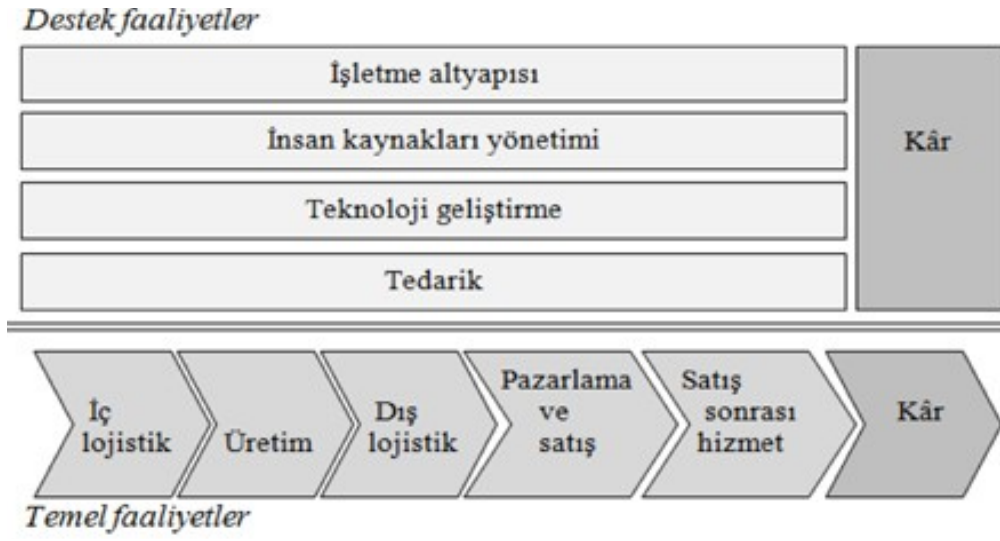 Destek faaliyetler
İşletme altyapısı
İnsan kaynakları yönetimi
Kâr
Teknoloji geliştirme
Tedarik
İç
lojistik
Üretim
Dış
lojistik
Pazarlama
ve
satış
Satış
sonrası
hizmet
Kâr
Temel faaliyetler